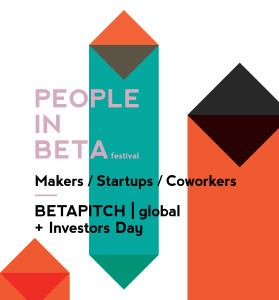 PEOPLE
IN
BETA festival
Makers / Startups / Coworkers
BETAPITCH | global
+ Investors Day